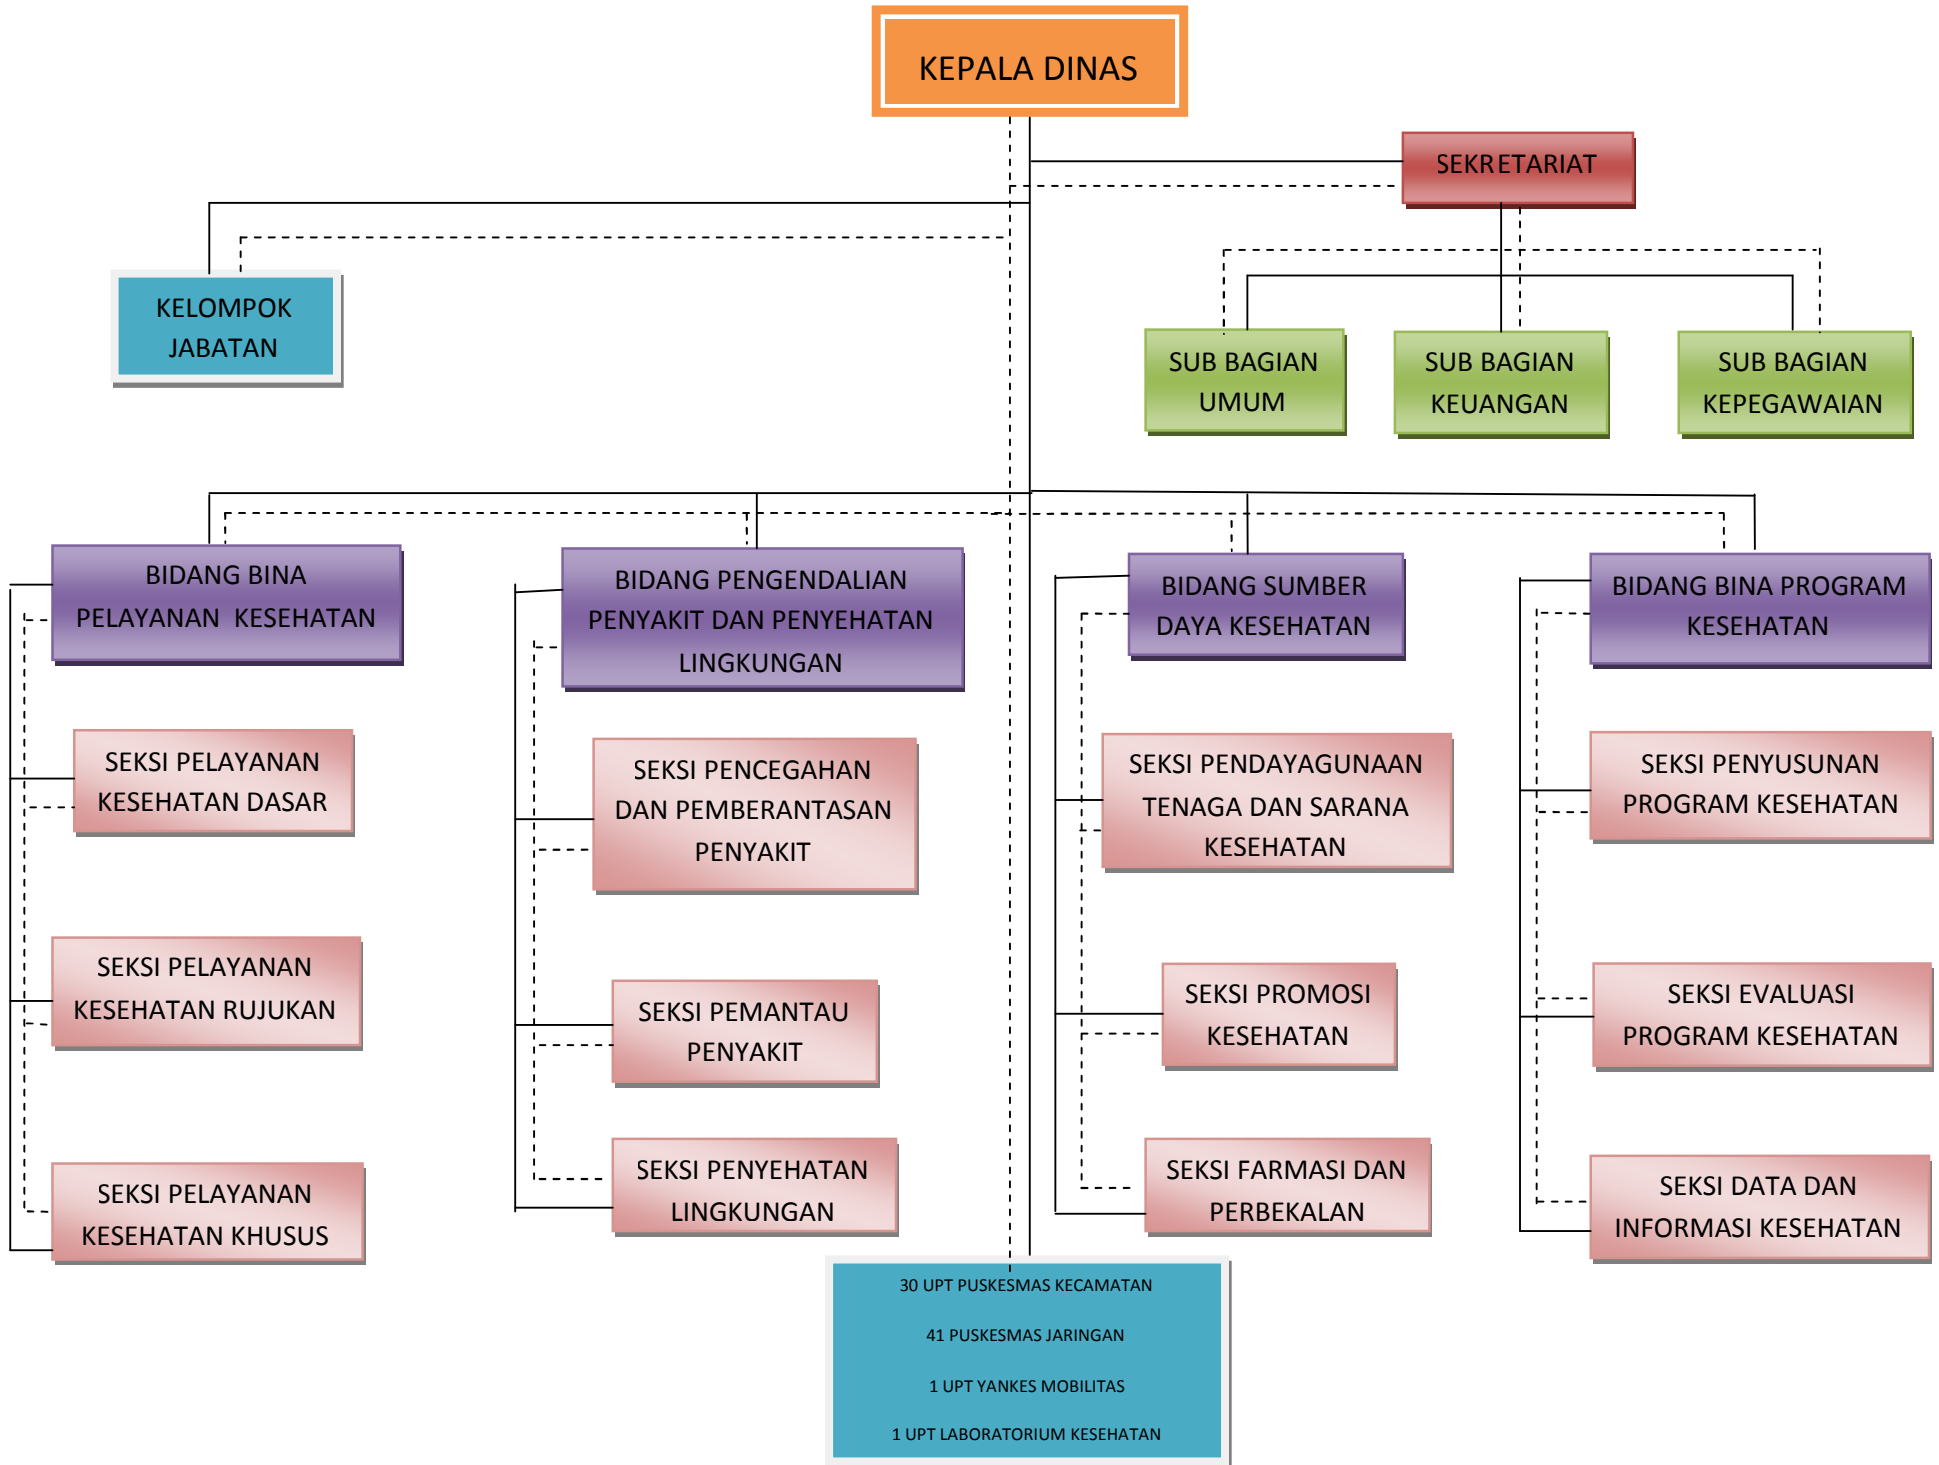 KEPALA DINAS
SEKRETARIAT
KELOMPOK
JABATAN
SUB BAGIAN
UMUM
SUB BAGIAN
KEUANGAN
SUB BAGIAN
KEPEGAWAIAN
BIDANG BINA
PELAYANAN KESEHATAN
BIDANG PENGENDALIAN
PENYAKIT DAN PENYEHATAN
LINGKUNGAN
BIDANG SUMBER
DAYA KESEHATAN
BIDANG BINA PROGRAM
KESEHATAN
SEKSI PELAYANAN
KESEHATAN DASAR
SEKSI PENCEGAHAN
DAN PEMBERANTASAN
PENYAKIT
SEKSI PENDAYAGUNAAN
TENAGA DAN SARANA
KESEHATAN
SEKSI PENYUSUNAN
PROGRAM KESEHATAN
SEKSI PELAYANAN
KESEHATAN RUJUKAN
SEKSI PEMANTAU
PENYAKIT
SEKSI PROMOSI
KESEHATAN
SEKSI EVALUASI
PROGRAM KESEHATAN
SEKSI PELAYANAN
KESEHATAN KHUSUS
SEKSI PENYEHATAN
LINGKUNGAN
SEKSI FARMASI DAN
PERBEKALAN
SEKSI DATA DAN
INFORMASI KESEHATAN
30 UPT PUSKESMAS KECAMATAN
41 PUSKESMAS JARINGAN
1 UPT YANKES MOBILITAS
1 UPT LABORATORIUM KESEHATAN